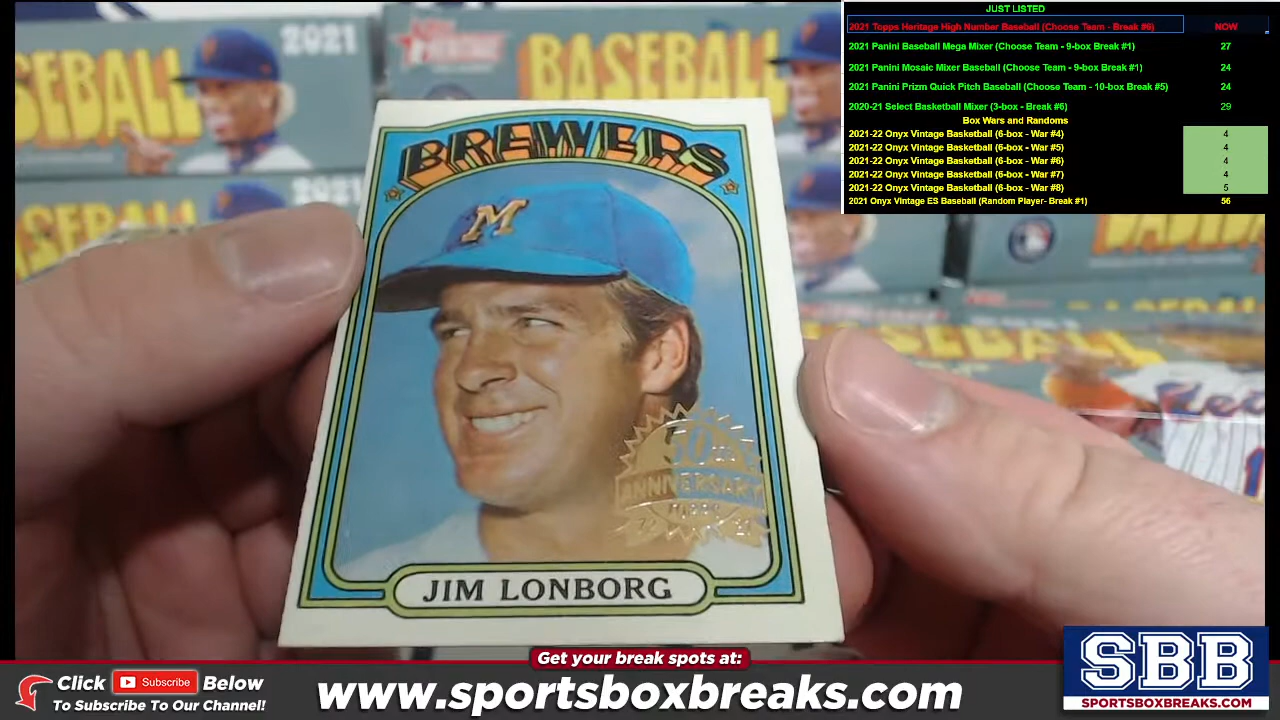 JUST LISTED
2021 Topps Heritage High Number Baseball (Choose Team - Break #6) NOW
2021 Panini Baseball Mega Mixer (Choose Team - 9-box Break #1) 27
2021 Panini Mosaic Mixer Baseball (Choose Team - 9-box Break #1) 24
2021 Panini Prizm Quick Pitch Baseball (Choose Team - 10-box Break #5) 24
2020-21 Select Basketball Mixer (3-box - Break #6) 29
Box Wars and Randoms
2021-22 Onyx Vintage Basketball (6-box - War #4) 4
2021-22 Onyx Vintage Basketball (6-box - War #5) 4
2021-22 Onyx Vintage Basketball (6-box - War #6) 4
2021-22 Onyx Vintage Basketball (6-box - War #7) 4
2021-22 Onyx Vintage Basketball (6-box - War #8) 5
2021 Onyx Vintage ES Baseball (Random Player- Break #1) 56
BASEBALL
2021
BASEBALL
BREWERS
M
50th
ANNIVERSARY
JIM LONBORG
Get your break spots at:
Click Subscribe Below
To Subscribe To Our Channel!
www.sportsboxbreaks.com
SBB
SPORTSBOXBREAKS.COM